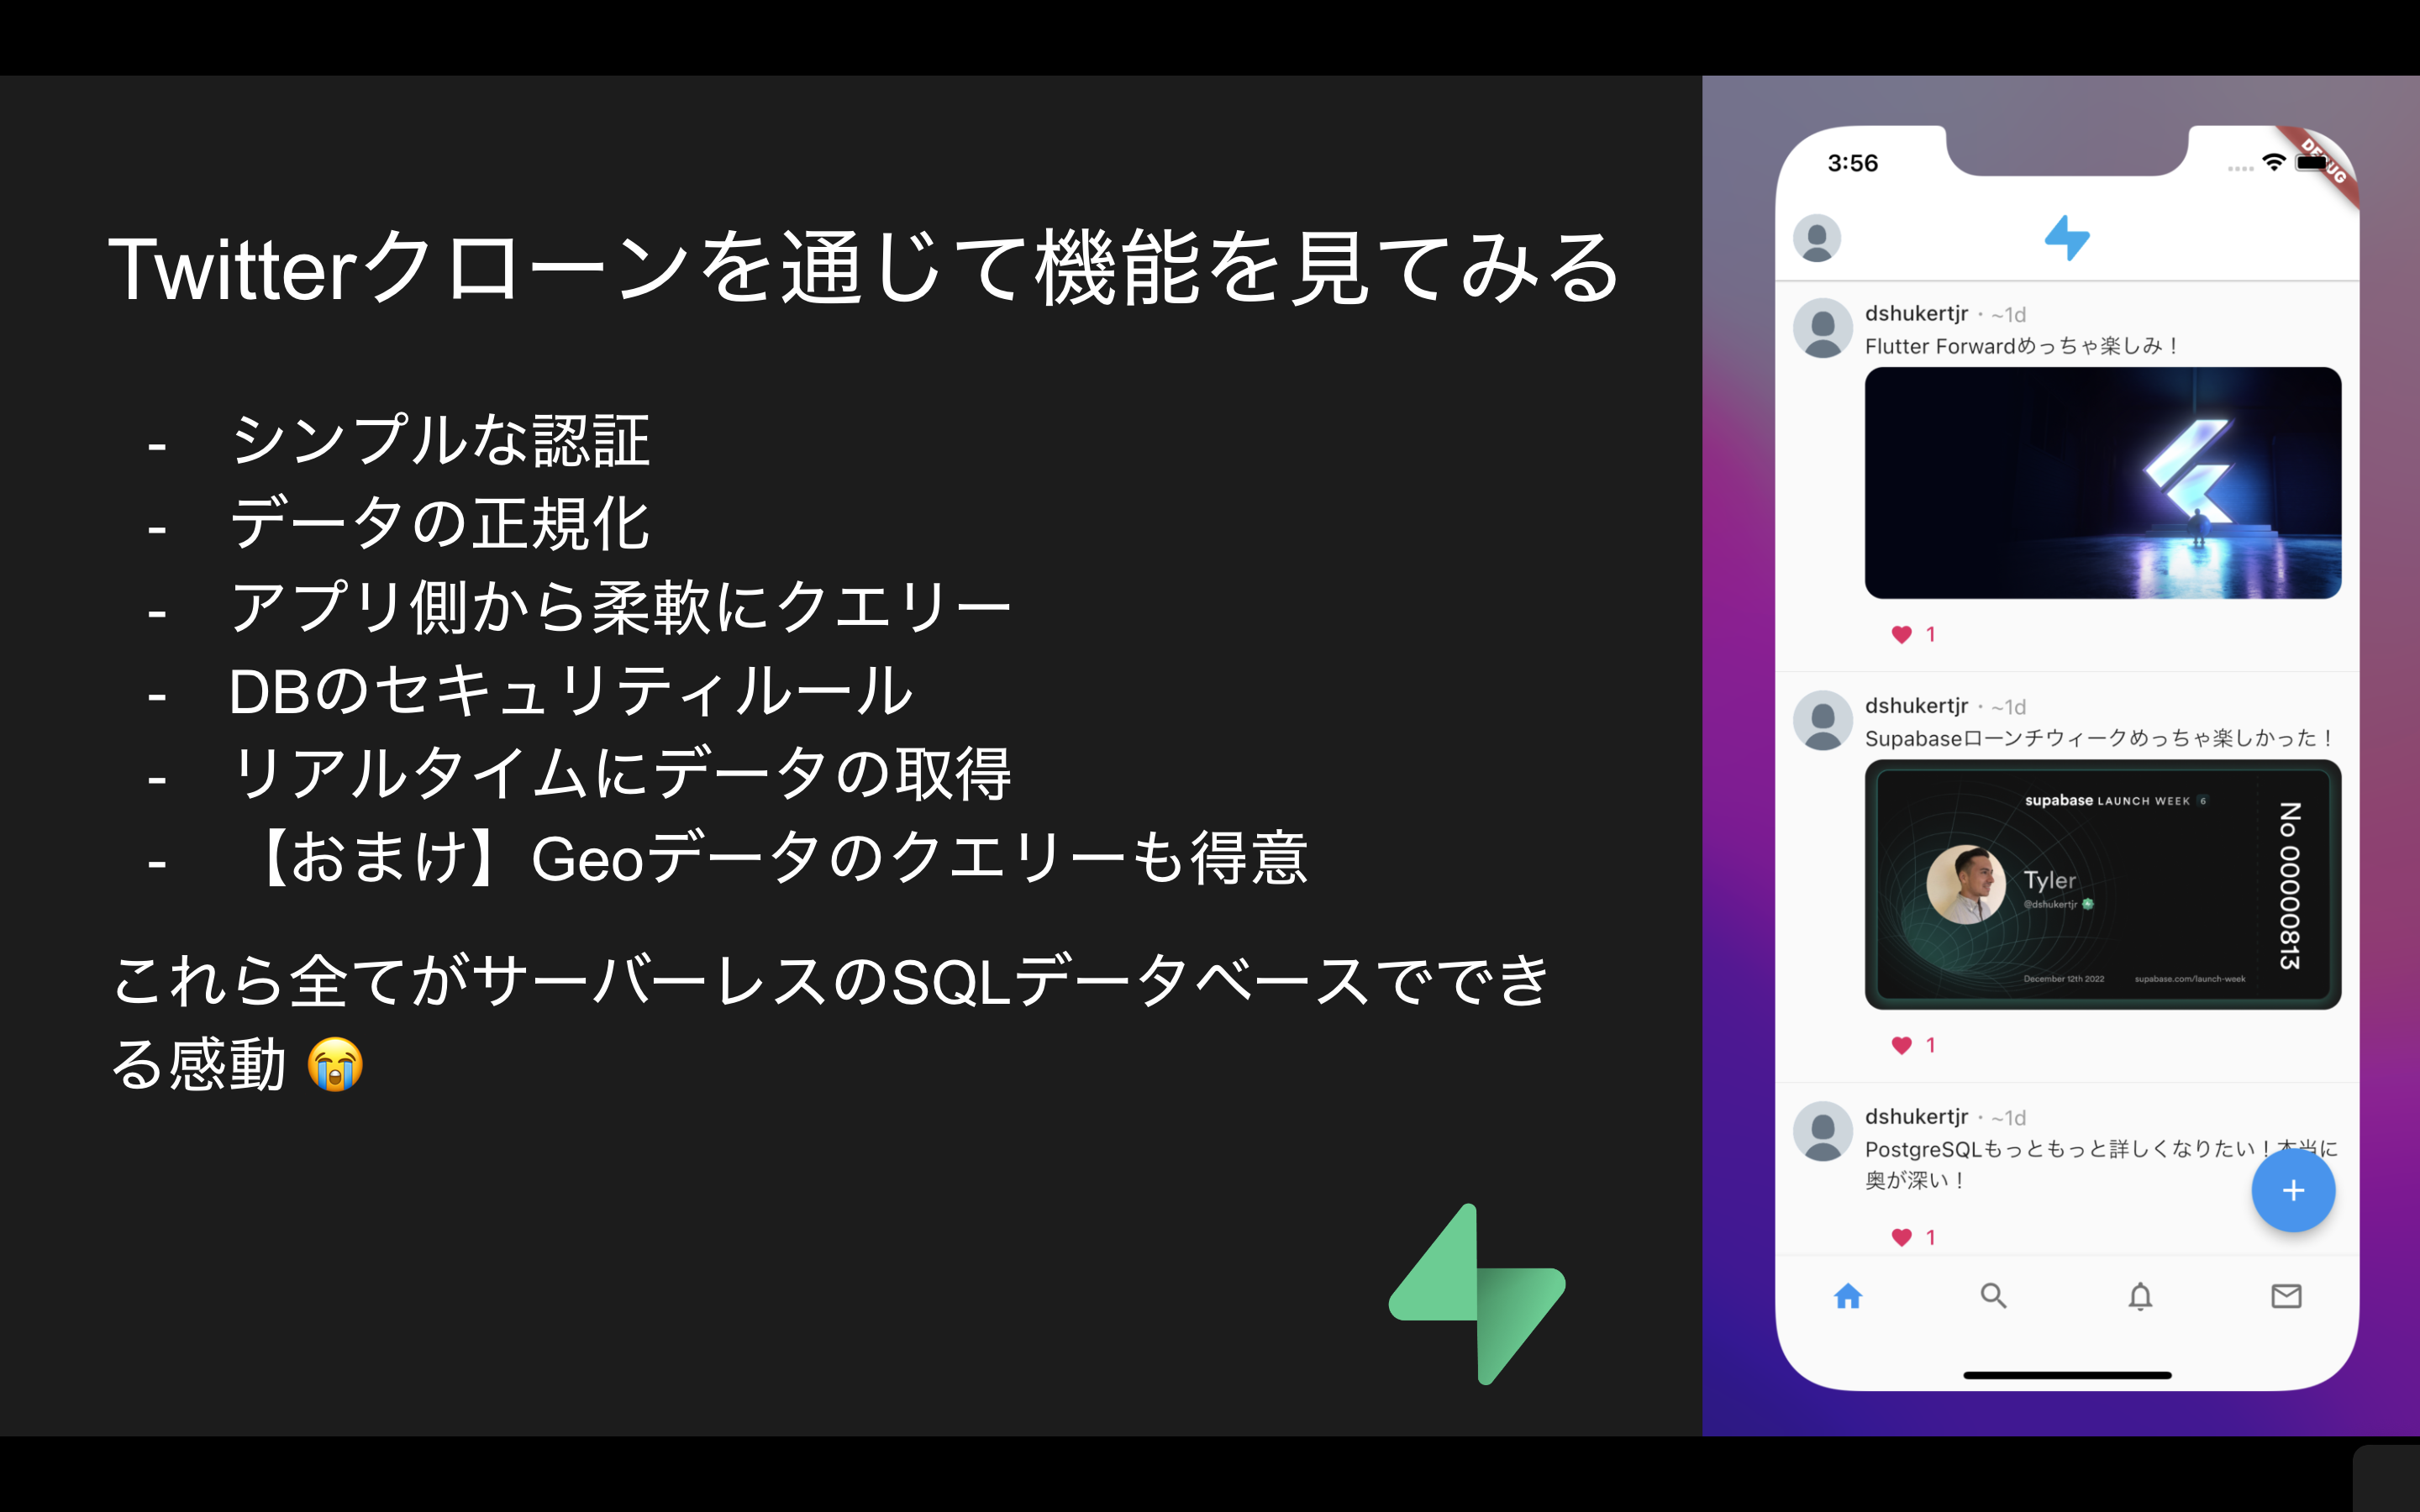 Twitterクローンを通じて機能を見てみる
- シンプルな認証
- データの正規化
- アプリ側から柔軟にクエリー
- DBのセキュリティルール
- リアルタイムにデータの取得
- 【おまけ】Geoデータのクエリーも得意
これら全てがサーバーレスのSQLデータベースででき
る感動 😭
3:56
DEBUG
dshukertjr · ~1d
Flutter Forwardめっちゃ楽しみ！
1
dshukertjr · ~1d
Supabaseローンチウィークめっちゃ楽しかった！
supabase LAUNCH WEEK 6
Tyler
@dshukertjr
December 12th 2022 supabase.com/launch-week
No 00000813
1
dshukertjr · ~1d
PostgreSQLもっともっと詳しくなりたい！本当に
奥が深い！
1